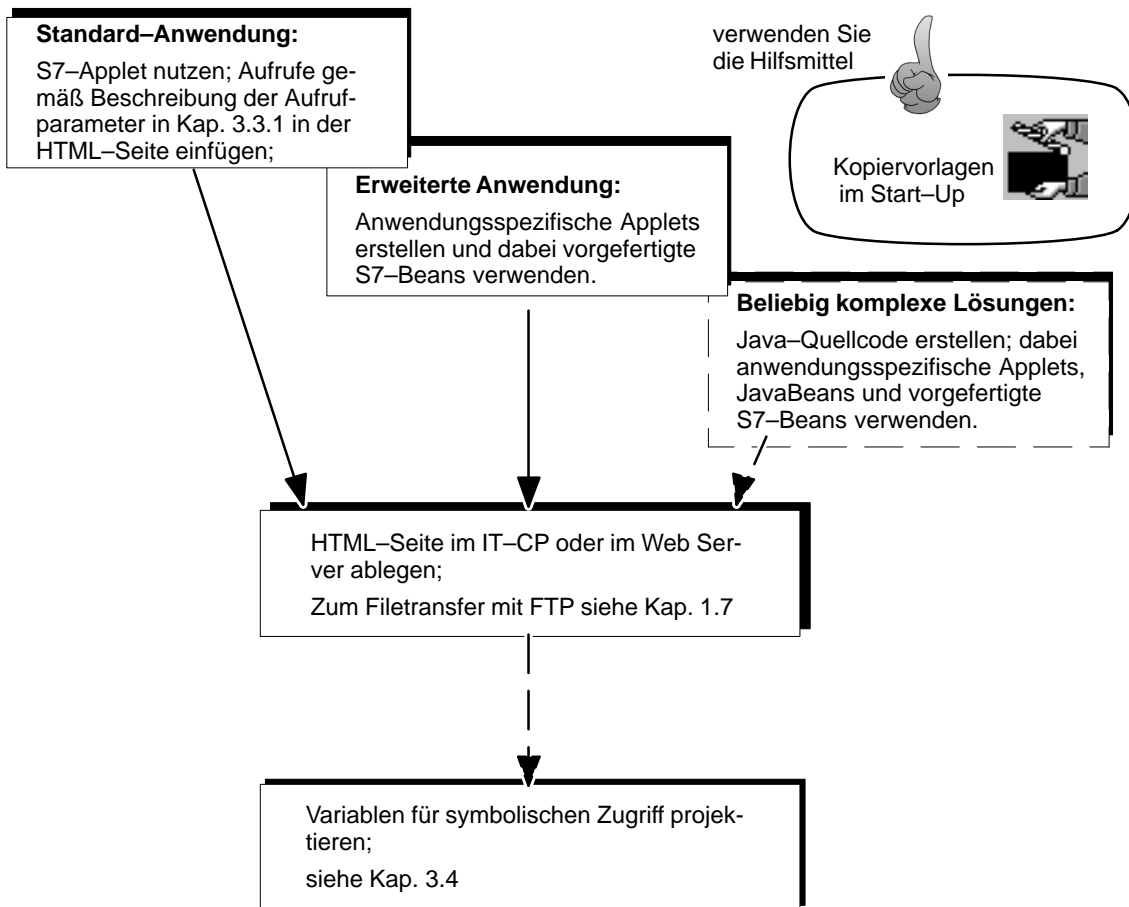 Standard–Anwendung:
S7–Applet nutzen; Aufrufe ge-
mäß Beschreibung der Aufruf-
parameter in Kap. 3.3.1 in der
HTML–Seite einfügen;
verwenden Sie
die Hilfsmittel
Kopiervorlagen
im Start–Up
Erweiterte Anwendung:
Anwendungsspezifische Applets
erstellen und dabei vorgefertigte
S7–Beans verwenden.
Beliebig komplexe Lösungen:
Java–Quellcode erstellen; dabei
anwendungsspezifische Applets,
JavaBeans und vorgefertigte
S7–Beans verwenden.
HTML–Seite im IT–CP oder im Web Ser-
ver ablegen;
Zum Filetransfer mit FTP siehe Kap. 1.7
Variablen für symbolischen Zugriff projek-
tieren;
siehe Kap. 3.4